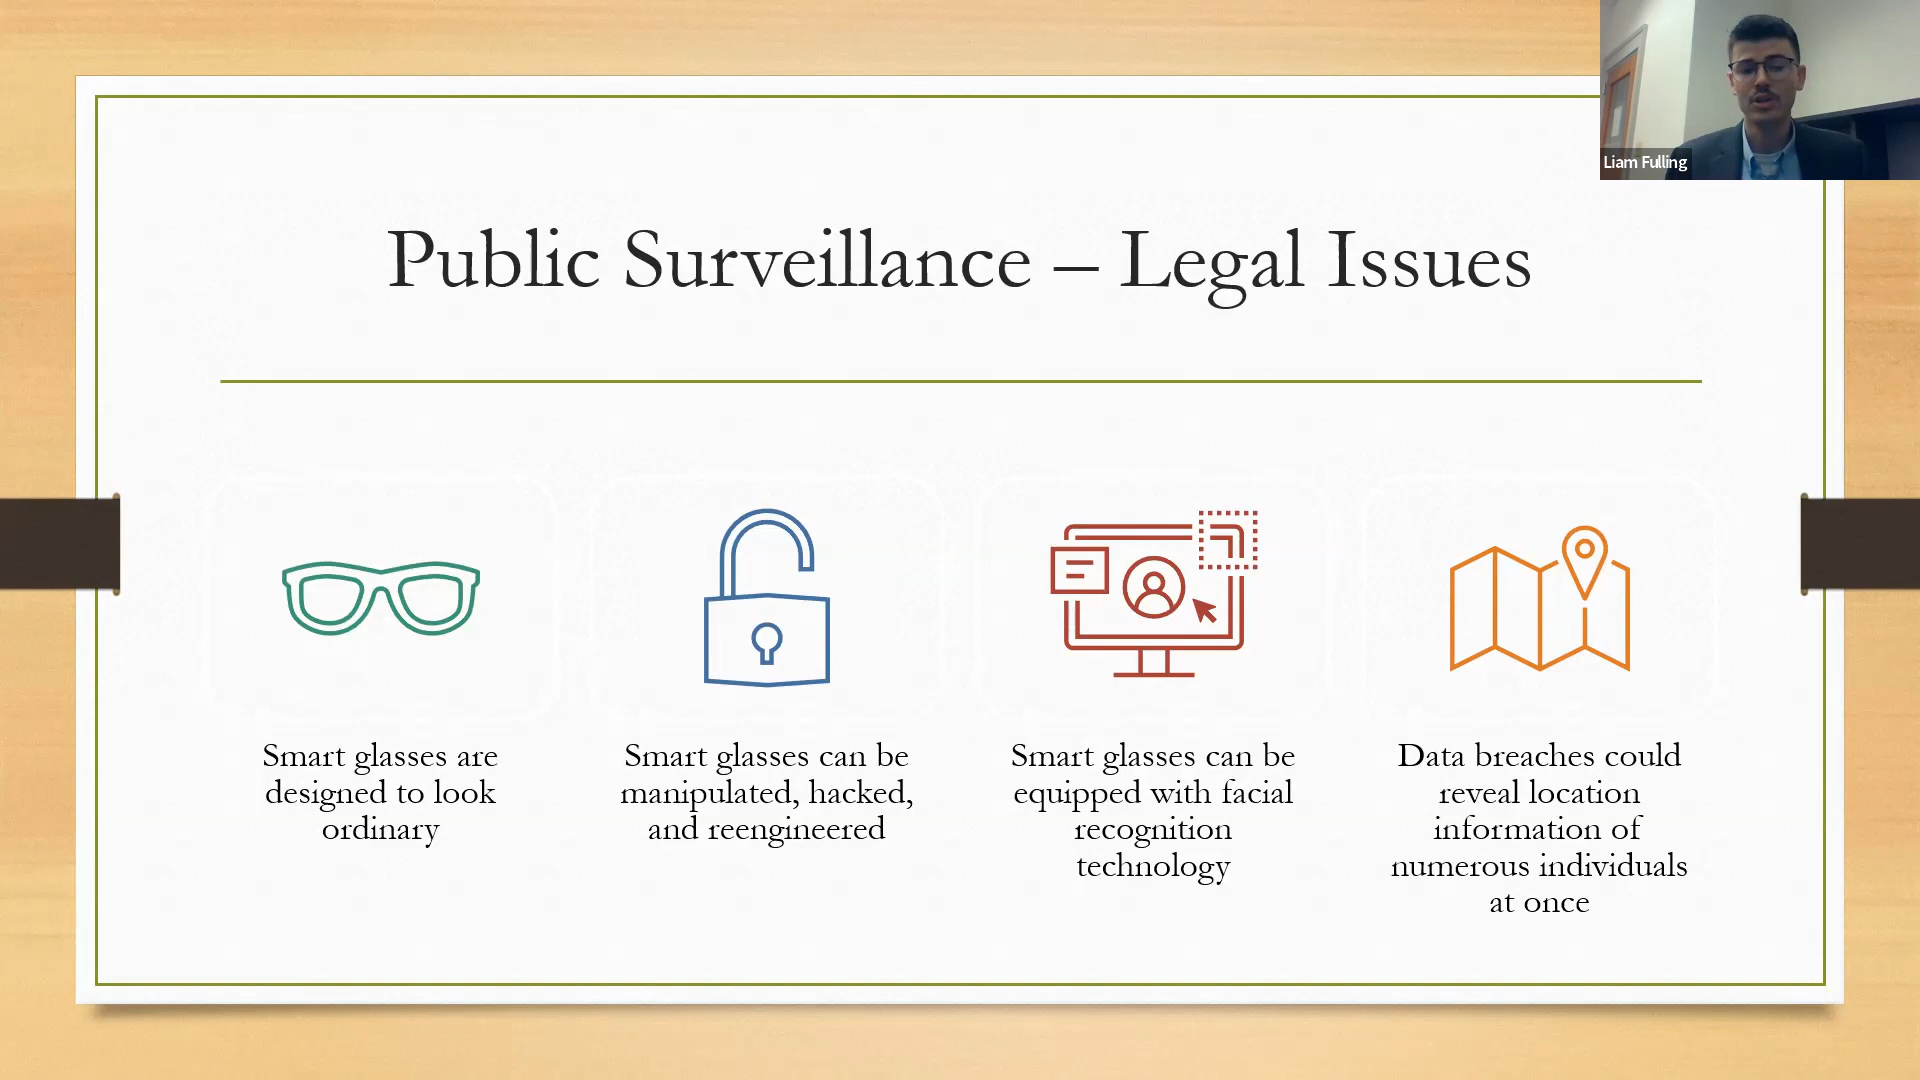 Liam Fulling
Public Surveillance – Legal Issues
Smart glasses are
designed to look
ordinary
Smart glasses can be
manipulated, hacked,
and reengineered
Smart glasses can be
equipped with facial
recognition
technology
Data breaches could
reveal location
information of
numerous individuals
at once